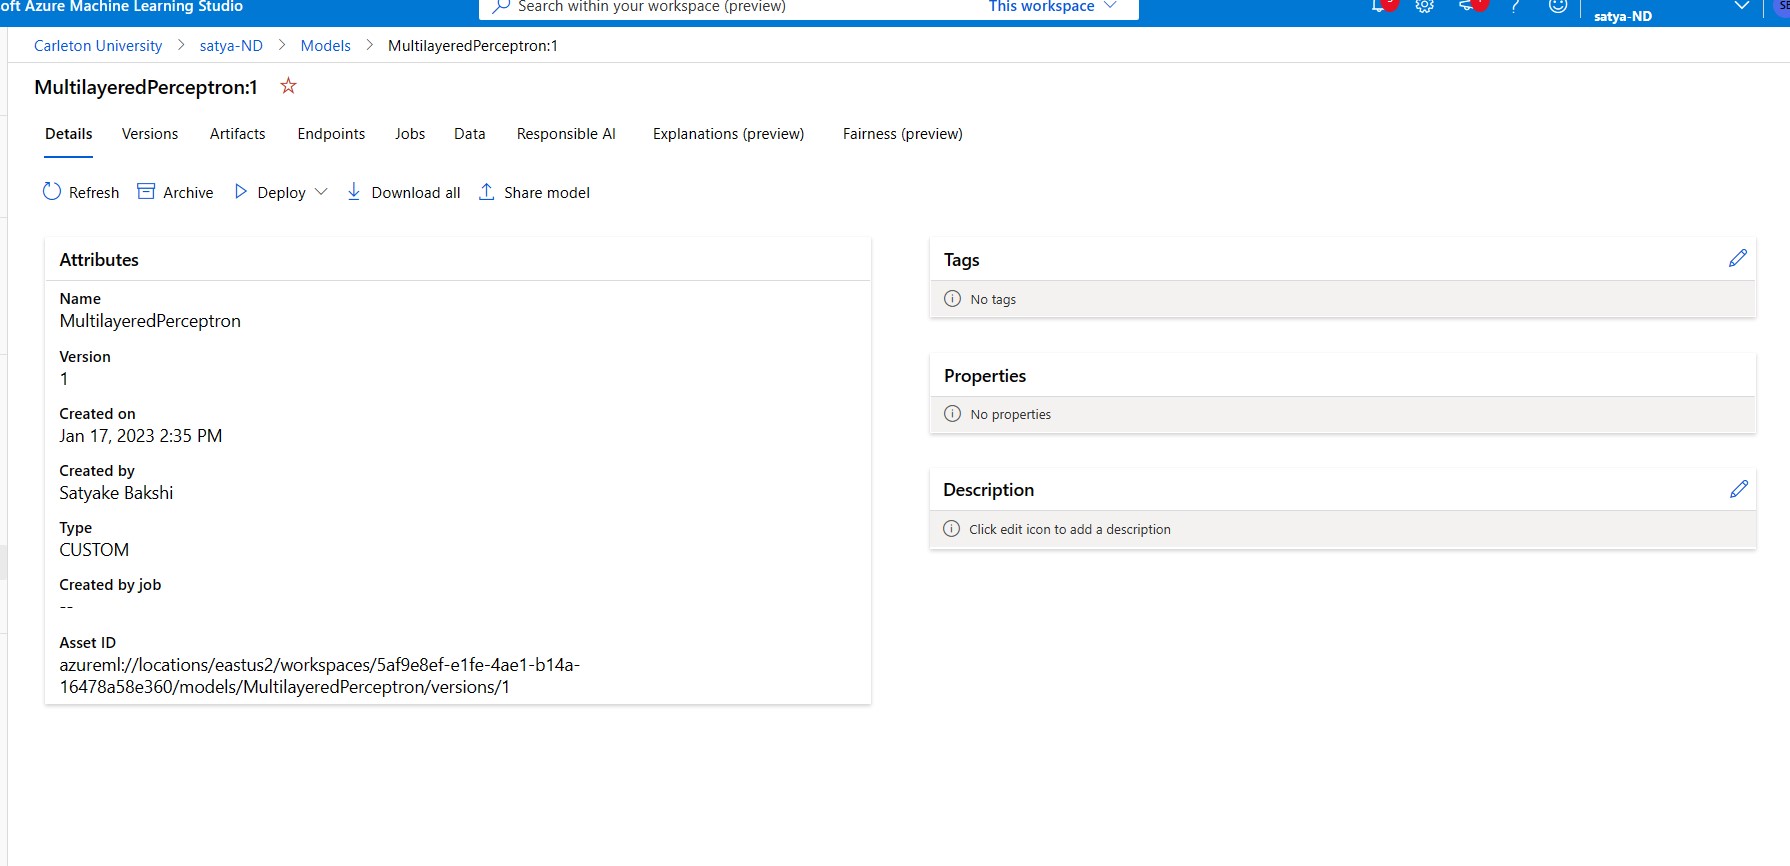 oft Azure Machine Learning Studio
Search within your workspace (preview)
This workspace
satya-ND
Carleton University > satya-ND > Models > MultilayeredPerceptron:1
MultilayeredPerceptron:1
Details Versions Artifacts Endpoints Jobs Data Responsible AI Explanations (preview) Fairness (preview)
Refresh Archive Deploy Download all Share model
Attributes
Name
MultilayeredPerceptron
Version
1
Created on
Jan 17, 2023 2:35 PM
Created by
Satyake Bakshi
Type
CUSTOM
Created by job
--
Asset ID
azureml://locations/eastus2/workspaces/5af9e8ef-e1fe-4ae1-b14a-
16478a58e360/models/MultilayeredPerceptron/versions/1
Tags
No tags
Properties
No properties
Description
Click edit icon to add a description